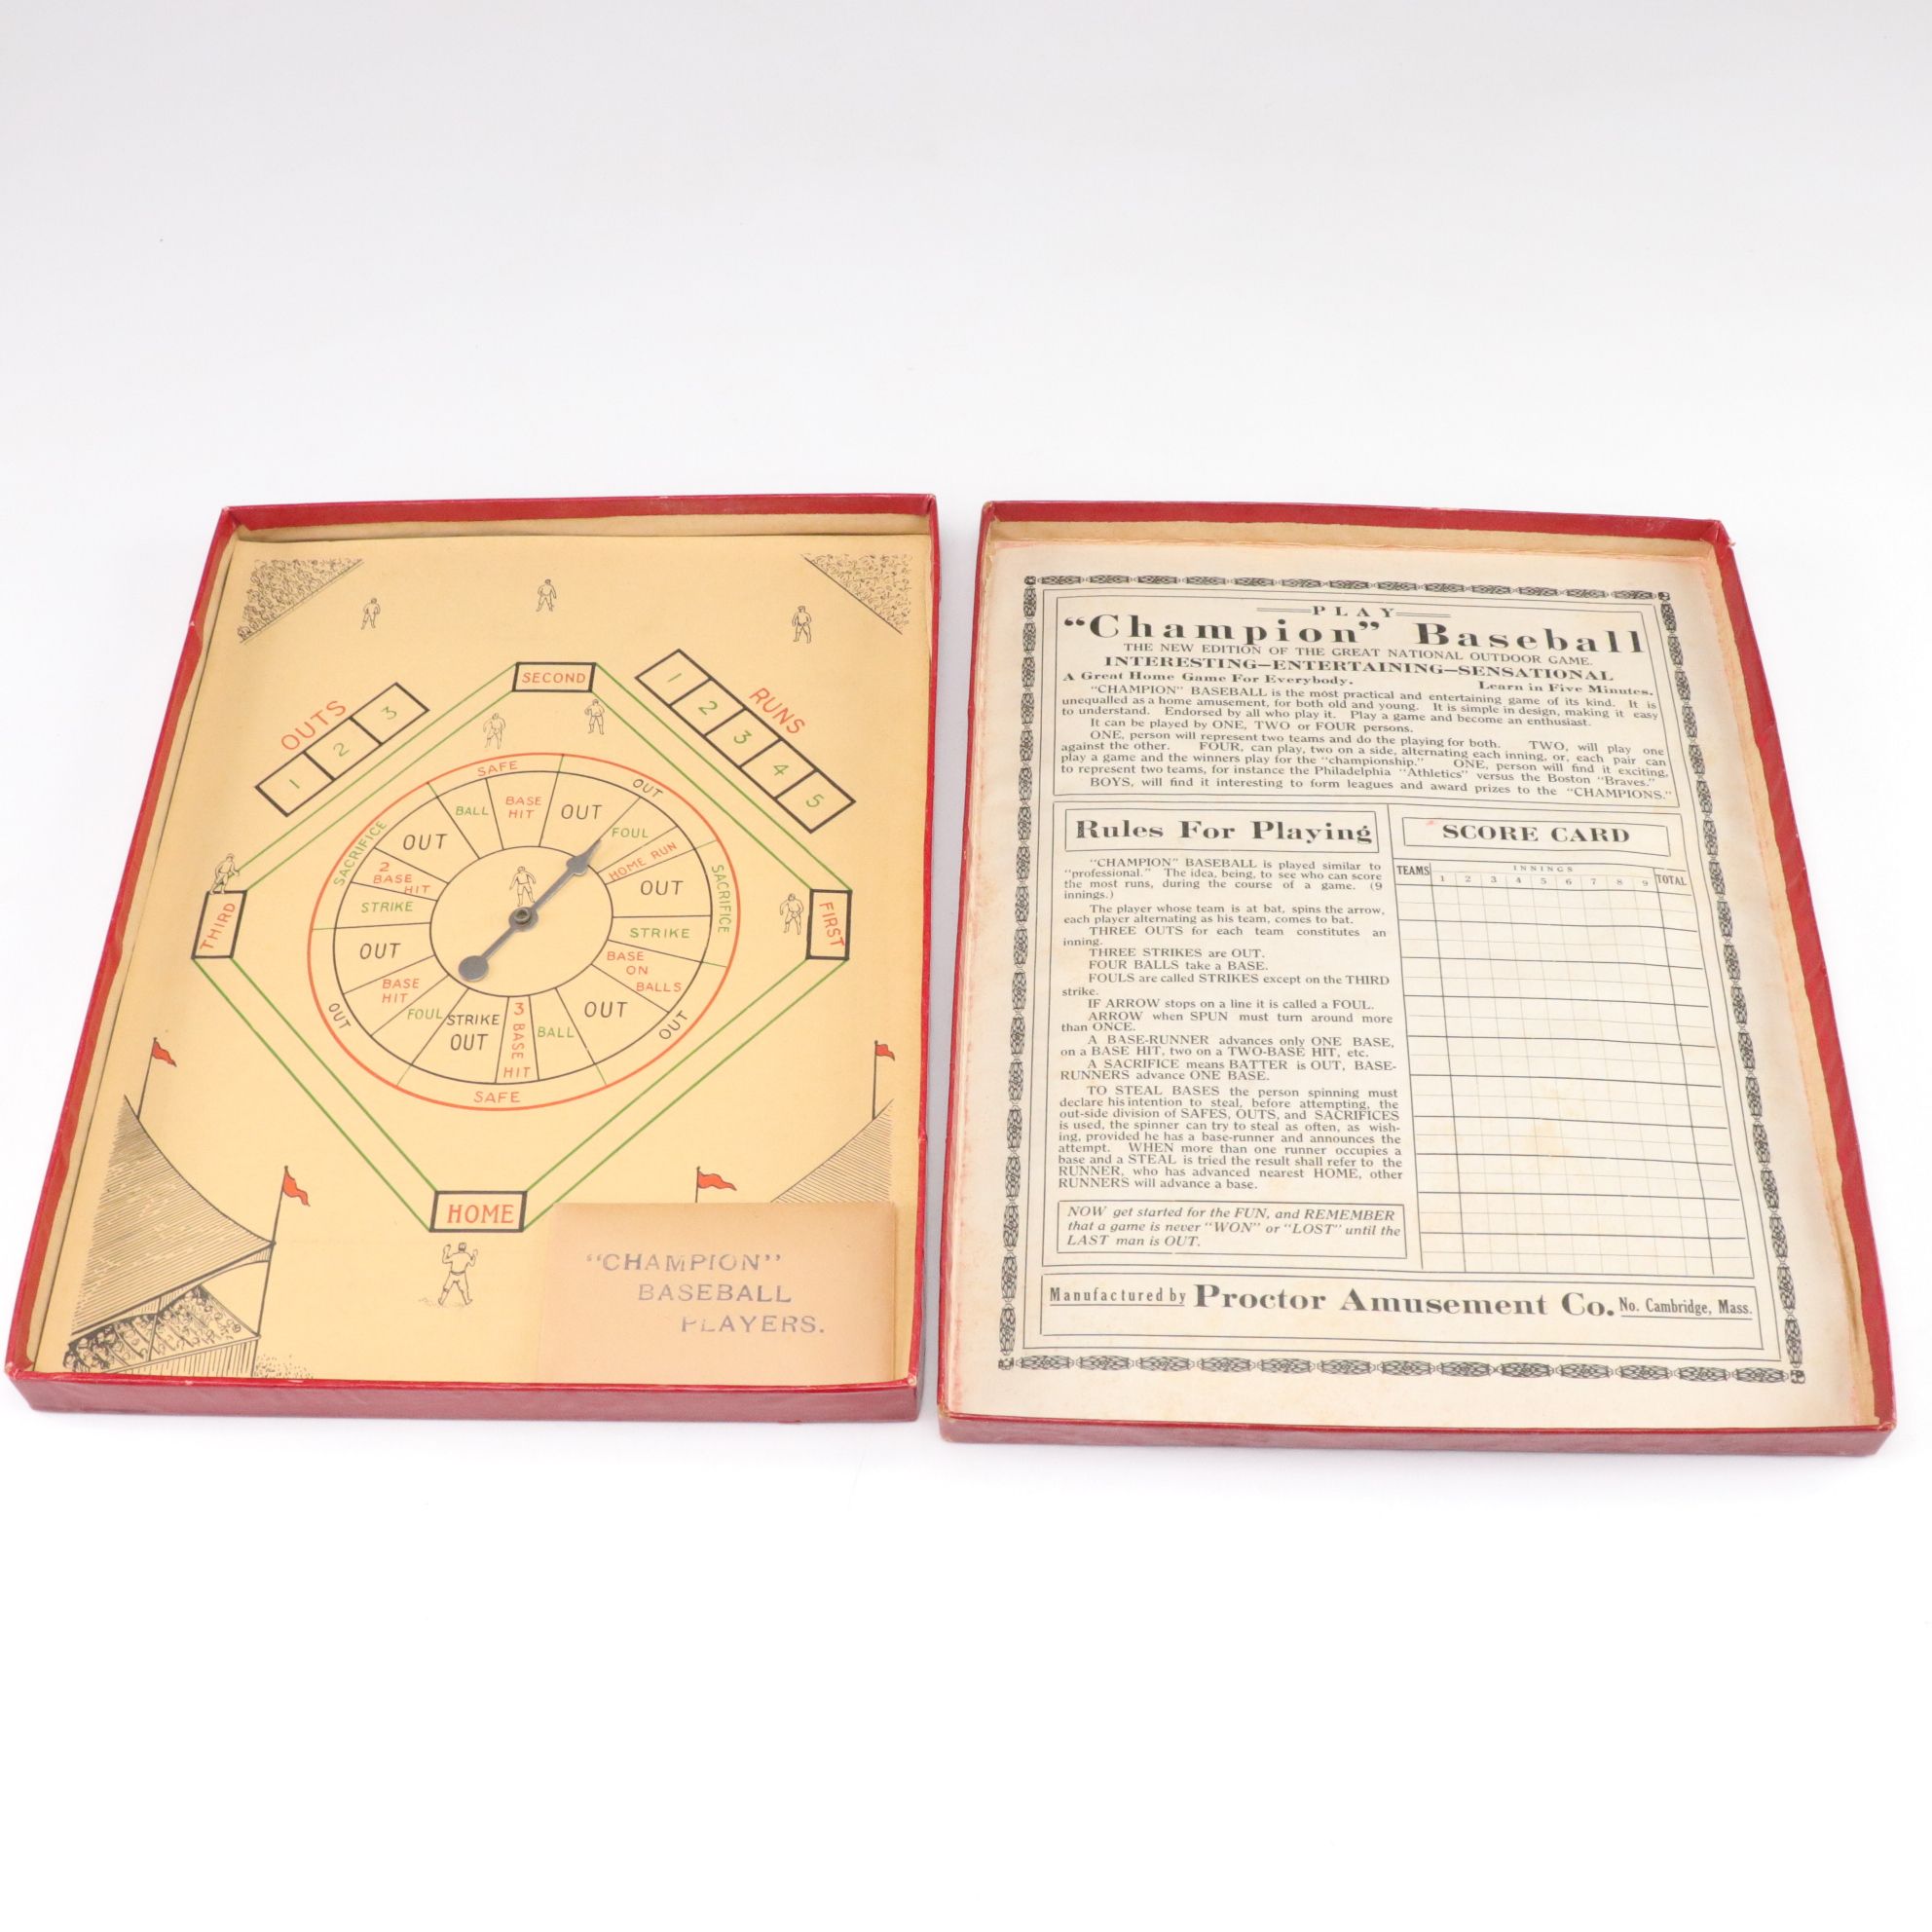 OUTS
1
2
3
RUNS
1
2
3
4
5
SECOND
THIRD
FIRST
HOME
SAFE
OUT
SACRIFICE
OUT
SAFE
OUT
SACRIFICE
BALL
BASE
HIT
OUT
FOUL
HOME RUN
OUT
STRIKE
BASE
ON
BALLS
OUT
BALL
3
BASE
HIT
STRIKE
OUT
FOUL
BASE
HIT
OUT
STRIKE
2
BASE
HIT
OUT
"CHAMPION"
BASEBALL
PLAYERS.
PLAY
"Champion" Baseball
THE NEW EDITION OF THE GREAT NATIONAL OUTDOOR GAME.
INTERESTING—ENTERTAINING—SENSATIONAL
A Great Home Game For Everybody. Learn in Five Minutes.
"CHAMPION" BASEBALL is the most practical and entertaining game of its kind. It is
unequalled as a home amusement, for both old and young. It is simple in design, making it easy
to understand. Endorsed by all who play it. Play a game and become an enthusiast.
It can be played by ONE, TWO or FOUR persons.
ONE, person will represent two teams and do the playing for both. TWO, will play one
against the other. FOUR, can play, two on a side, alternating each inning, or, each pair can
play a game and the winners play for the "championship." ONE, person will find it exciting,
to represent two teams, for instance the Philadelphia "Athletics" versus the Boston "Braves."
BOYS, will find it interesting to form leagues and award prizes to the "CHAMPIONS."
Rules For Playing
"CHAMPION" BASEBALL is played similar to
"professional." The idea, being, to see who can score
the most runs, during the course of a game. (9
innings.)
The player whose team is at bat, spins the arrow,
each player alternating as his team, comes to bat.
THREE OUTS for each team constitutes an
inning.
THREE STRIKES are OUT.
FOUR BALLS take a BASE.
FOULS are called STRIKES except on the THIRD
strike.
IF ARROW stops on a line it is called a FOUL.
ARROW when SPUN must turn around more
than ONCE.
A BASE-RUNNER advances only ONE BASE,
on a BASE HIT, two on a TWO-BASE HIT, etc.
A SACRIFICE means BATTER is OUT, BASE-
RUNNERS advance ONE BASE.
TO STEAL BASES the person spinning must
declare his intention to steal, before attempting, the
out-side division of SAFES, OUTS, and SACRIFICES
is used, the spinner can try to steal as often, as wish-
ing, provided he has a base-runner and announces the
attempt. WHEN more than one runner occupies a
base and a STEAL is tried the result shall refer to the
RUNNER, who has advanced nearest HOME, other
RUNNERS will advance a base.
NOW get started for the FUN, and REMEMBER
that a game is never "WON" or "LOST" until the
LAST man is OUT.
SCORE CARD
TEAMS INNINGS TOTAL
1 2 3 4 5 6 7 8 9
Manufactured by Proctor Amusement Co. No. Cambridge, Mass.